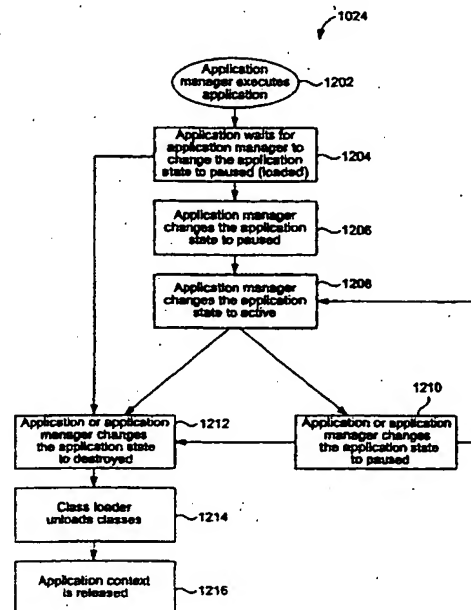 1024
Application
manager executes
application
1202
Application waits for
application manager to
change the application
state to paused (loaded)
1204
Application manager
changes the application
state to paused
1206
Application manager
changes the application
state to active
1208
Application or application
manager changes
the application state
to destroyed
1212
Application or application
manager changes
the application state
to paused
1210
Class loader
unloads classes
1214
Application context
is released
1216